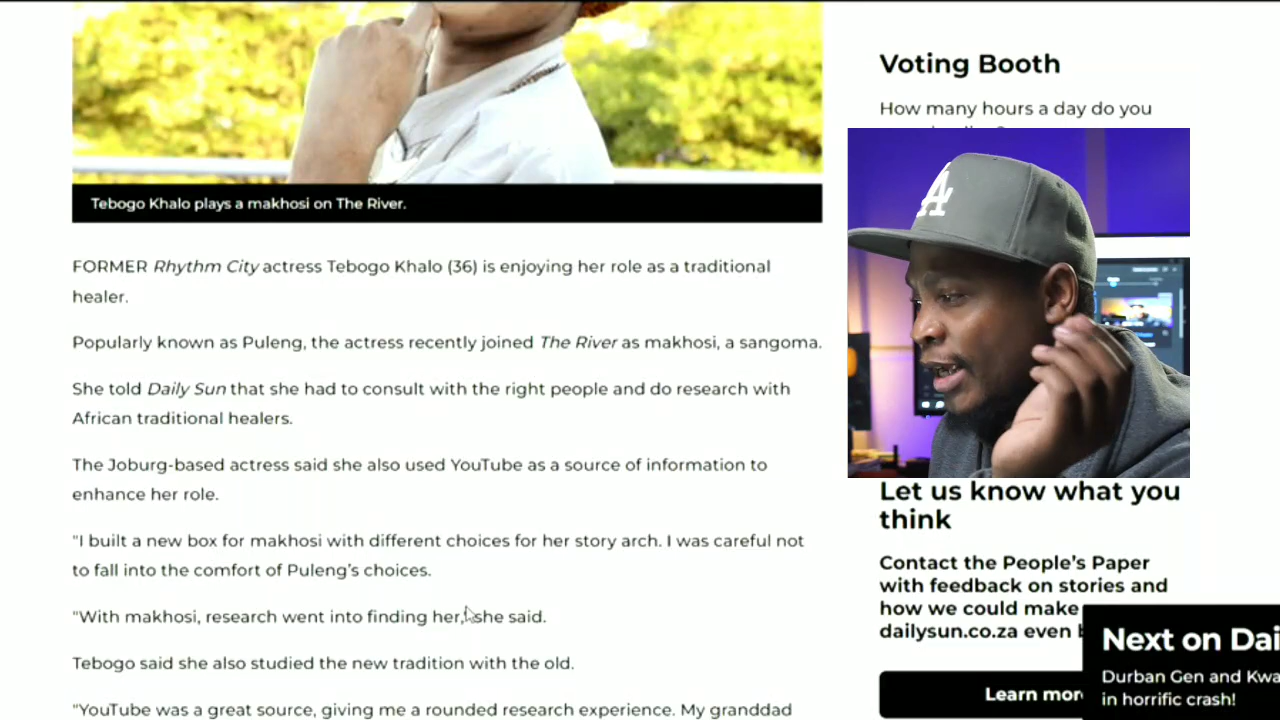 Tebogo Khalo plays a makhosi on The River.
FORMER Rhythm City actress Tebogo Khalo (36) is enjoying her role as a traditional
healer.
Popularly known as Puleng, the actress recently joined The River as makhosi, a sangoma.
She told Daily Sun that she had to consult with the right people and do research with
African traditional healers.
The Joburg-based actress said she also used YouTube as a source of information to
enhance her role.
"I built a new box for makhosi with different choices for her story arch. I was careful not
to fall into the comfort of Puleng's choices.
"With makhosi, research went into finding her," she said.
Tebogo said she also studied the new tradition with the old.
"YouTube was a great source, giving me a rounded research experience. My granddad
Voting Booth
How many hours a day do you
A
Let us know what you
think
Contact the People's Paper
with feedback on stories and
how we could make
dailysun.co.za even
Learn more
Next on Dai
Durban Gen and Kwa
in horrific crash!